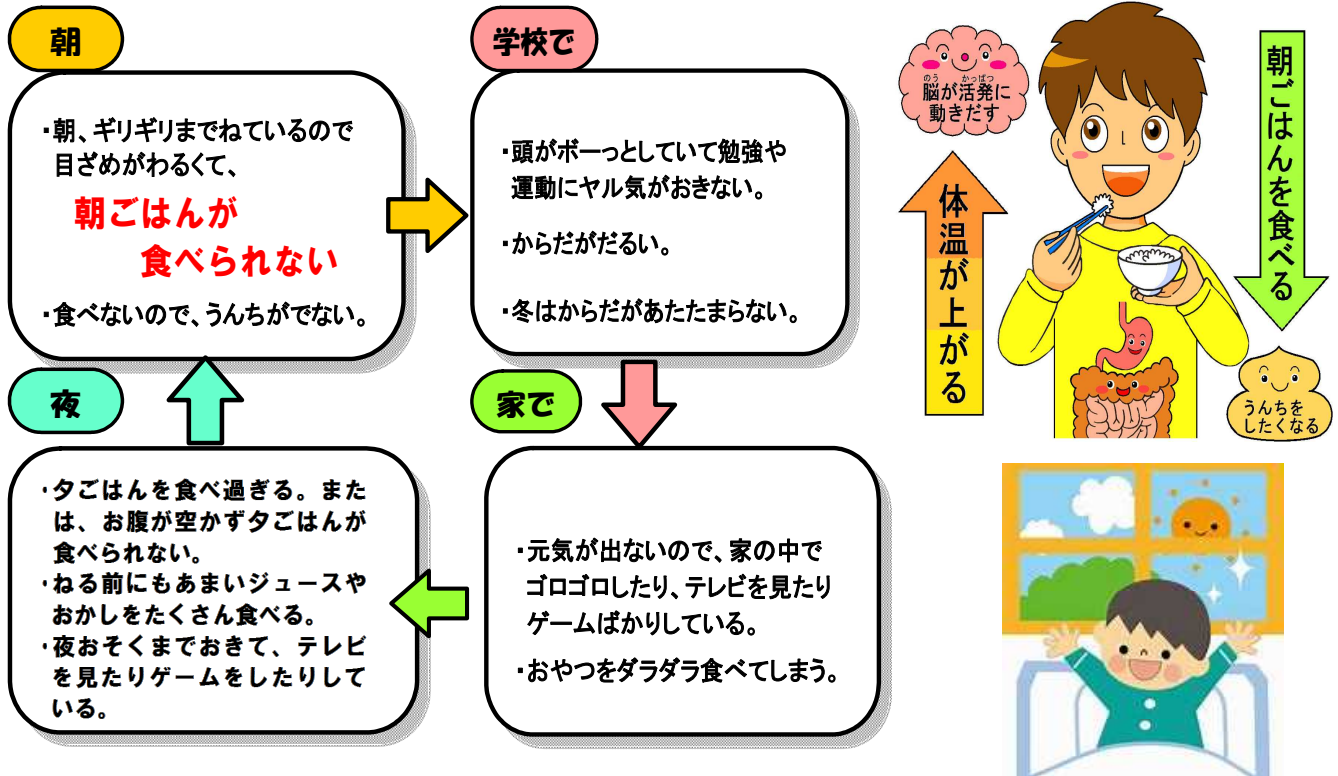 朝
・朝、ギリギリまでねているので
目ざめがわるくて、
朝ごはんが
食べられない
・食べないので、うんちがでない。
学校で
・頭がボーっとしていて勉強や
運動にヤル気がおきない。
・からだがだるい。
・冬はからだがあたたまらない。
家で
・元気が出ないので、家の中で
ゴロゴロしたり、テレビを見たり
ゲームばかりしている。
・おやつをダラダラ食べてしまう。
夜
・夕ごはんを食べ過ぎる。また
は、お腹が空かず夕ごはんが
食べられない。
・ねる前にもあまいジュースや
おかしをたくさん食べる。
・夜おそくまでおきて、テレビ
を見たりゲームをしたりして
いる。
のう かっぱつ
脳が活発に
動きだす
体温が上がる
朝ごはんを食べる
うんちを
したくなる